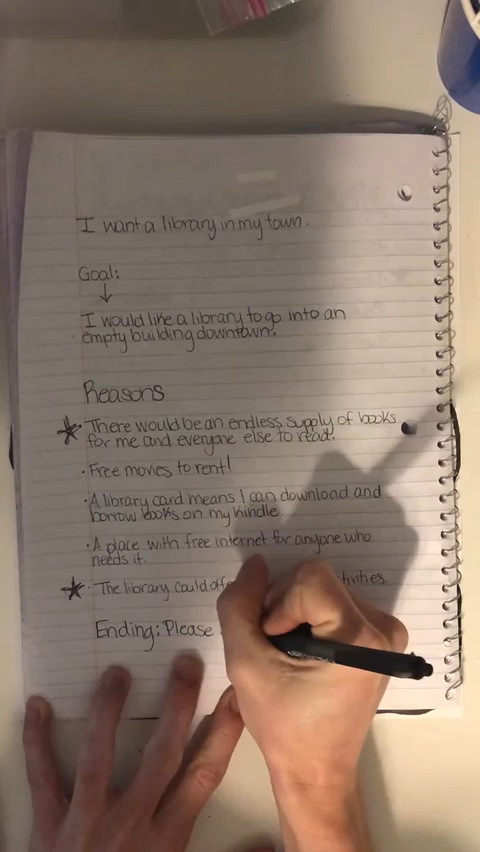 I want a library in my town.
Goal:
↓
I would like a library to go into an
empty building downtown.
Reasons
★ There would be an endless supply of books
for me and everyone else to read.
· Free movies to rent!
· A library card means I can download and
borrow books on my kindle.
· A place with free internet for anyone who
needs it.
★ · The library could
Ending: Please